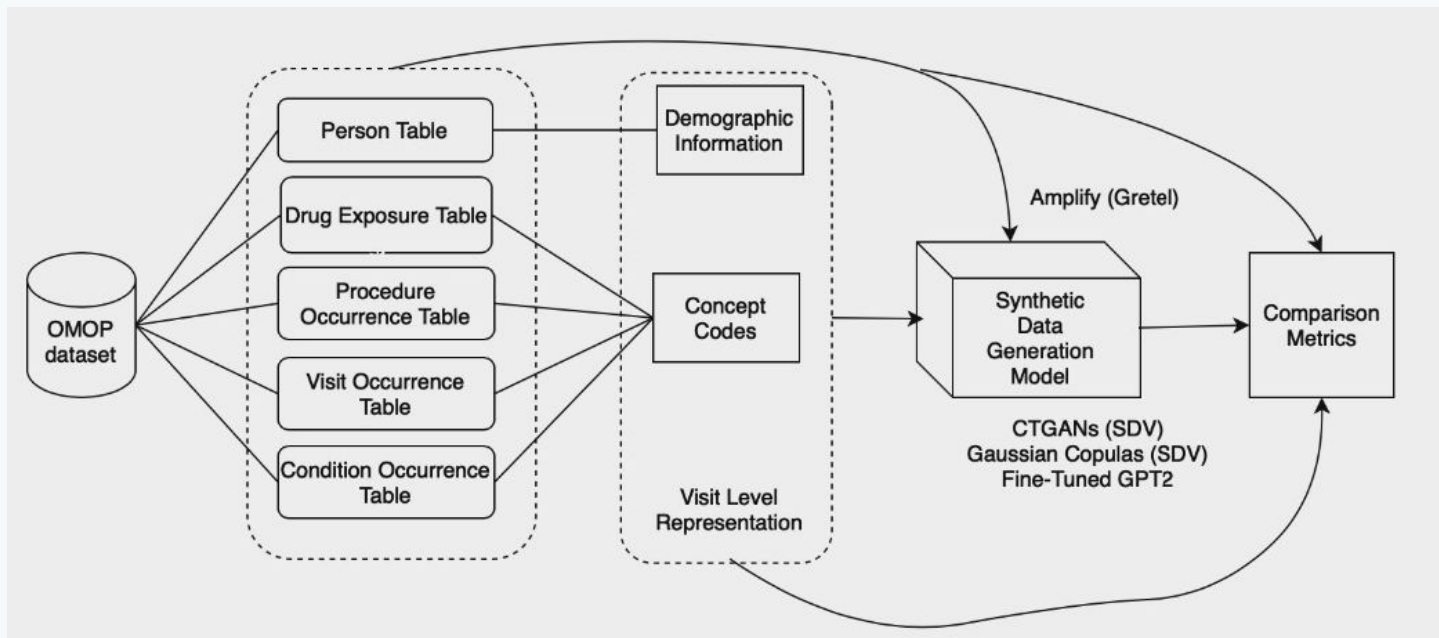 OMOP
dataset
Person Table
Drug Exposure Table
Procedure
Occurrence Table
Visit Occurrence
Table
Condition Occurrence
Table
Demographic
Information
Concept
Codes
Visit Level
Representation
Amplify (Gretel)
Synthetic
Data
Generation
Model
CTGANs (SDV)
Gaussian Copulas (SDV)
Fine-Tuned GPT2
Comparison
Metrics